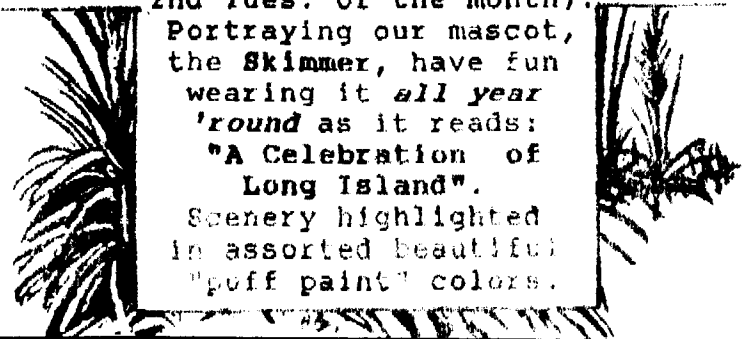 2nd Tues. of the month).
Portraying our mascot,
the Skimmer, have fun
wearing it all year
'round as it reads:
"A Celebration of
Long Island".
Scenery highlighted
in assorted beautiful
"puff paint" colors.